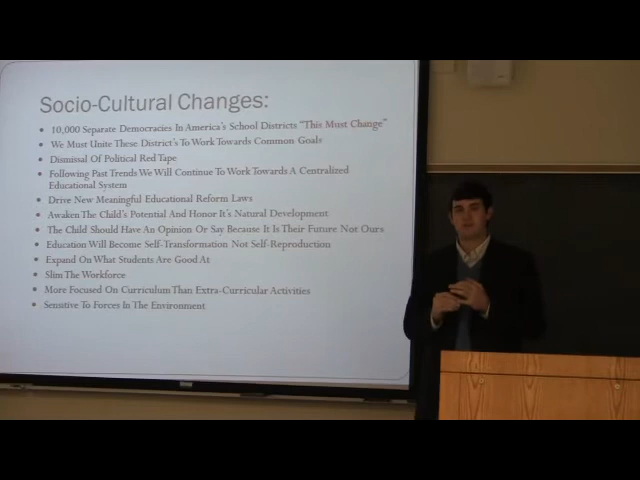 Socio-Cultural Changes:
10,000 Separate Democracies In America's School Districts "This Must Change"
We Must Unite These District's To Work Towards Common Goals
Dismissal Of Political Red Tape
Following Past Trends We Will Continue To Work Towards A Centralized
Educational System
Drive New Meaningful Educational Reform Laws
Awaken The Child's Potential And Honor It's Natural Development
The Child Should Have An Opinion Or Say Because It Is Their Future Not Ours
Education Will Become Self-Transformation Not Self-Reproduction
Expand On What Students Are Good At
Slim The Workforce
More Focused On Curriculum Than Extra-Curricular Activities
Sensitive To Forces In The Environment